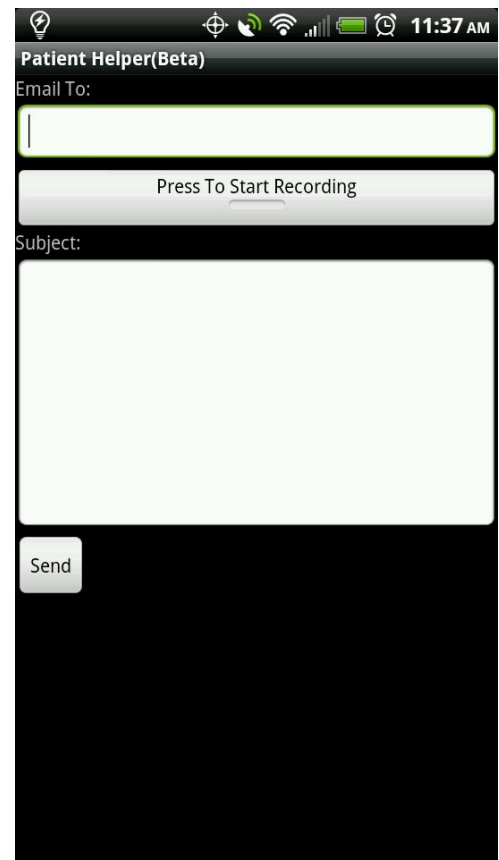 11:37 AM
Patient Helper(Beta)
Email To:
Press To Start Recording
Subject:
Send